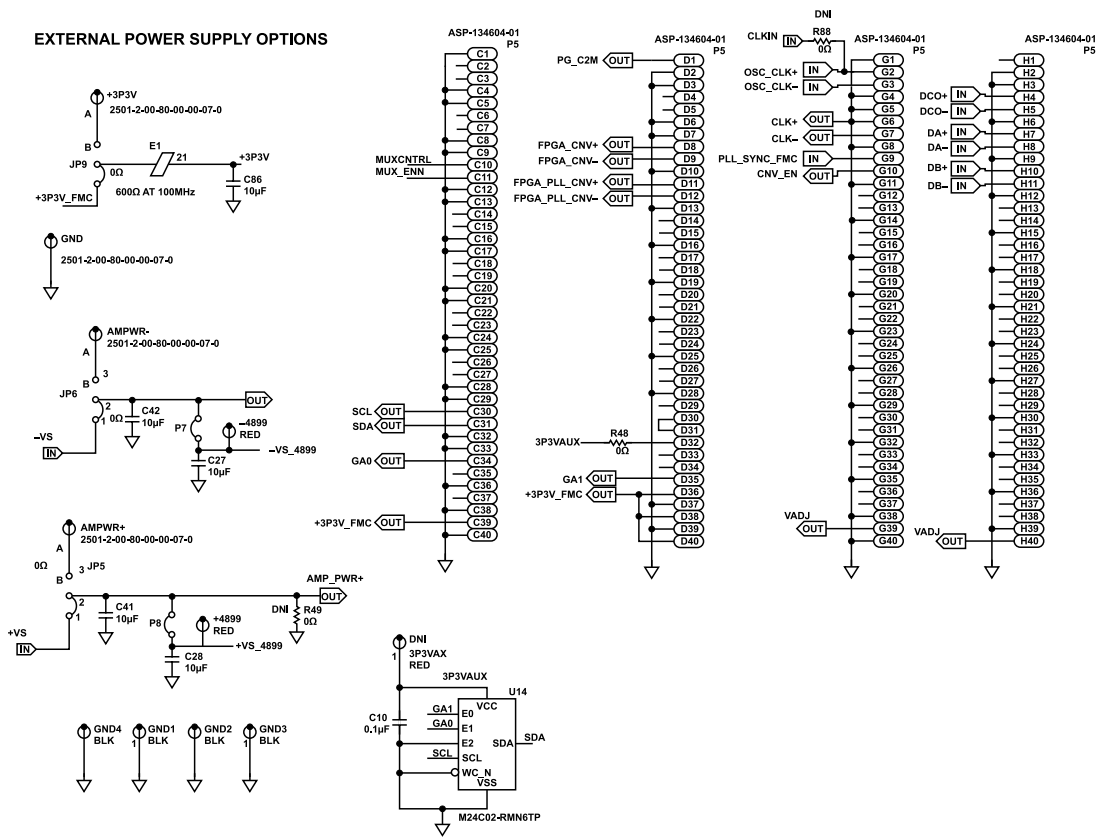 EXTERNAL POWER SUPPLY OPTIONS
+3P3V
2501-2-00-80-00-00-07-0
A
B
JP9
0Ω
E1
21
+3P3V
600Ω AT 100MHz
C86
10µF
+3P3V_FMC
GND
2501-2-00-80-00-00-07-0
AMPWR-
2501-2-00-80-00-00-07-0
A
B
3
JP6
2
0Ω
1
C42
10µF
P7
OUT
–4899
RED
–VS
IN
C27
10µF
–VS_4899
AMPWR+
2501-2-00-80-00-00-07-0
A
0Ω
B
3
JP5
2
1
C41
10µF
P8
AMP_PWR+
OUT
DNI
R49
0Ω
+4899
RED
+VS
IN
C28
10µF
+VS_4899
GND4
BLK
1
GND1
BLK
GND2
BLK
1
GND3
BLK
DNI
1
3P3VAX
RED
3P3VAUX
U14
C10
0.1µF
VCC
GA1
E0
GA0
E1
E2
SDA
SDA
SCL
SCL
WC_N
VSS
M24C02-RMN6TP
ASP-134604-01
P5
C1
C2
C3
C4
C5
C6
C7
C8
C9
MUXCNTRL
C10
MUX_ENN
C11
C12
C13
C14
C15
C16
C17
C18
C19
C20
C21
C22
C23
C24
C25
C26
C27
C28
C29
SCL OUT
C30
SDA OUT
C31
C32
C33
GA0 OUT
C34
C35
C36
C37
C38
+3P3V_FMC OUT
C39
C40
ASP-134604-01
P5
PG_C2M OUT
D1
D2
D3
D4
D5
D6
D7
FPGA_CNV+ OUT
D8
FPGA_CNV– OUT
D9
D10
FPGA_PLL_CNV+ OUT
D11
FPGA_PLL_CNV– OUT
D12
D13
D14
D15
D16
D17
D18
D19
D20
D21
D22
D23
D24
D25
D26
D27
D28
D29
D30
D31
3P3VAUX
R48
0Ω
D32
D33
D34
GA1 OUT
D35
+3P3V_FMC OUT
D36
D37
D38
D39
D40
DNI
CLKIN
IN
R88
0Ω
ASP-134604-01
P5
G1
OSC_CLK+ IN
G2
OSC_CLK– IN
G3
G4
G5
CLK+ OUT
G6
CLK– OUT
G7
G8
PLL_SYNC_FMC IN
G9
CNV_EN OUT
G10
G11
G12
G13
G14
G15
G16
G17
G18
G19
G20
G21
G22
G23
G24
G25
G26
G27
G28
G29
G30
G31
G32
G33
G34
G35
G36
G37
G38
VADJ
OUT
G39
G40
ASP-134604-01
P5
H1
H2
H3
DCO+ IN
H4
DCO– IN
H5
H6
DA+ IN
H7
DA– IN
H8
H9
DB+ IN
H10
DB– IN
H11
H12
H13
H14
H15
H16
H17
H18
H19
H20
H21
H22
H23
H24
H25
H26
H27
H28
H29
H30
H31
H32
H33
H34
H35
H36
H37
H38
H39
VADJ
OUT
H40